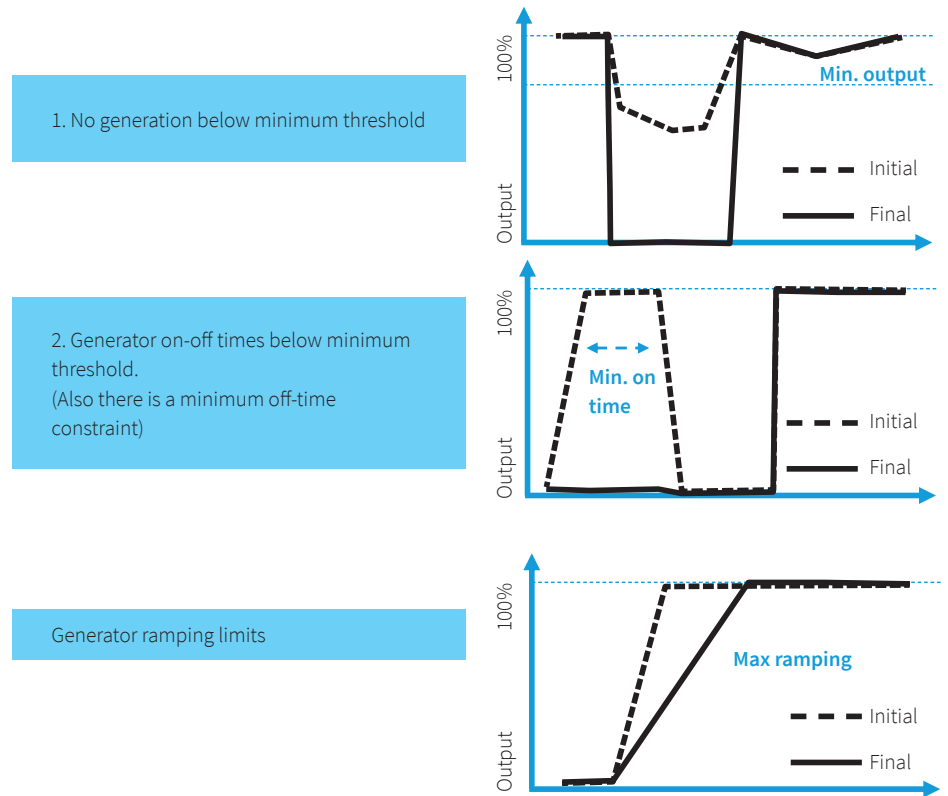 100%
Min. output
1. No generation below minimum threshold
Initial
Output
Final
100%
2. Generator on-off times below minimum
threshold.
(Also there is a minimum off-time
constraint)
Min. on
time
Initial
Output
Final
100%
Generator ramping limits
Max ramping
Initial
Output
Final